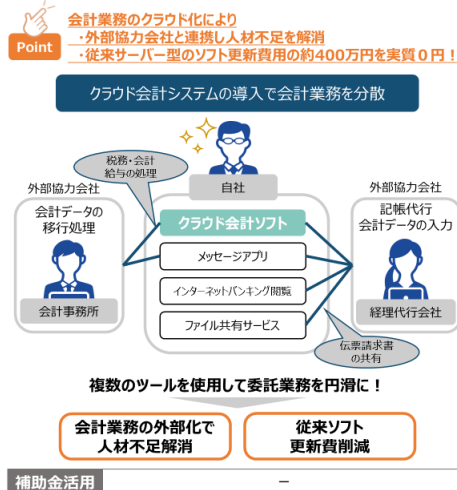 Point
会計業務のクラウド化により
・外部協力会社と連携し人材不足を解消
・従来サーバー型のソフト更新費用の約400万円を実質０円！
クラウド会計システムの導入で会計業務を分散
税務・会計
給与の処理
自社
外部協力会社
会計データの
移行処理
会計事務所
クラウド会計ソフト
メッセージアプリ
インターネットバンキング閲覧
ファイル共有サービス
外部協力会社
記帳代行
会計データの入力
経理代行会社
伝票請求書
の共有
複数のツールを使用して委託業務を円滑に！
会計業務の外部化で
人材不足解消
従来ソフト
更新費削減
補助金活用
－